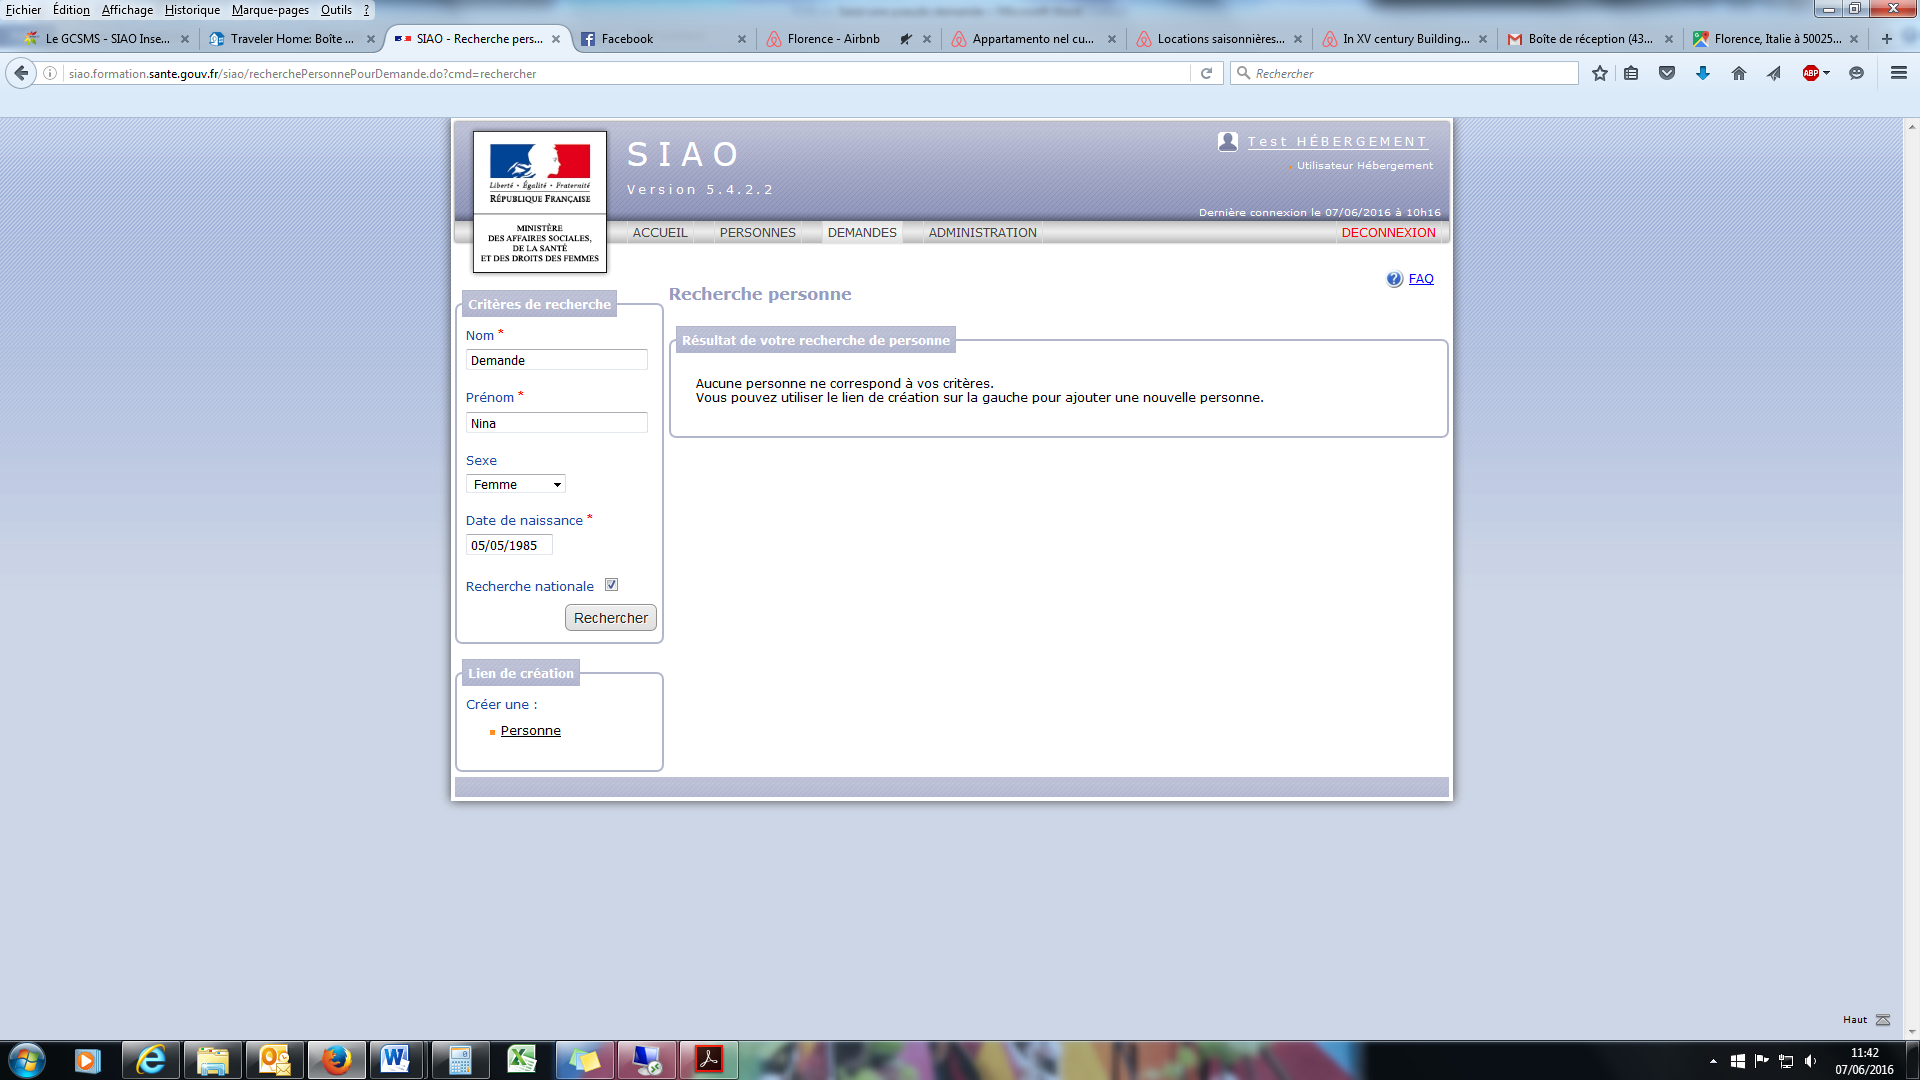 Fichier Édition Affichage Historique Marque-pages Outils ?
Le GCSMS - SIAO Inse... Traveler Home: Boîte ... SIAO - Recherche pers... Facebook Florence - Airbnb Appartamento nel cu... Locations saisonnières... In XV century Building... Boîte de réception (43... Florence, Italie à 50025...
siao.formation.sante.gouv.fr/siao/recherchePersonnePourDemande.do?cmd=rechercher Rechercher ABP
Liberté • Égalité • Fraternité
RÉPUBLIQUE FRANÇAISE
MINISTÈRE
DES AFFAIRES SOCIALES,
DE LA SANTÉ
ET DES DROITS DES FEMMES
SIAO
Version 5.4.2.2
Test HÉBERGEMENT
Utilisateur Hébergement
Dernière connexion le 07/06/2016 à 10h16
ACCUEIL PERSONNES DEMANDES ADMINISTRATION DECONNEXION
? FAQ
Recherche personne
Critères de recherche
Nom *
Demande
Prénom *
Nina
Sexe
Femme
Date de naissance *
05/05/1985
Recherche nationale
Rechercher
Lien de création
Créer une :
Personne
Résultat de votre recherche de personne
Aucune personne ne correspond à vos critères.
Vous pouvez utiliser le lien de création sur la gauche pour ajouter une nouvelle personne.
Haut
11:42
07/06/2016